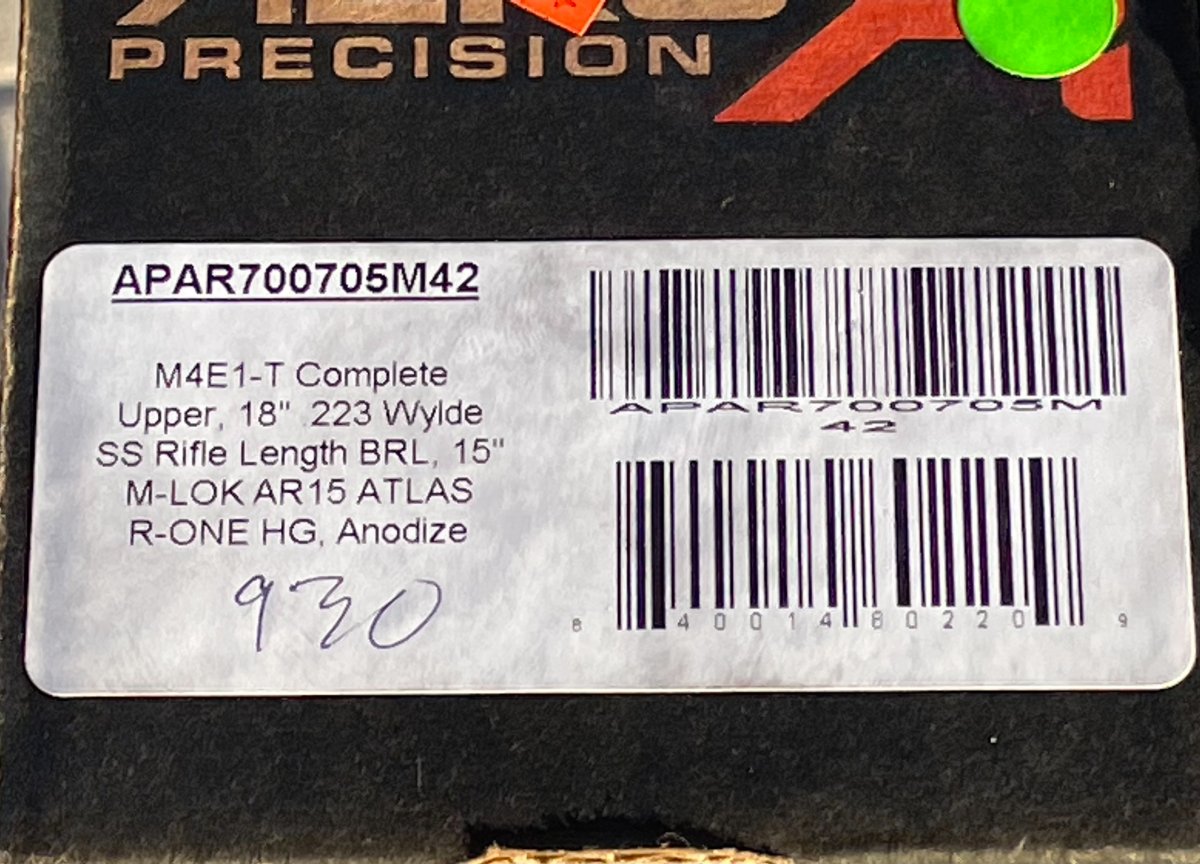 AERO
PRECISION
APAR700705M42
M4E1-T Complete
Upper, 18" .223 Wylde
SS Rifle Length BRL, 15"
M-LOK AR15 ATLAS
R-ONE HG, Anodize
930
APAR700705M
42
8 40014 80220 9